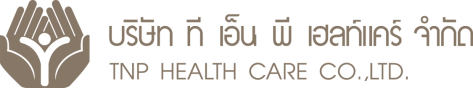 บริษัท ที เอ็น พี เฮลท์แคร์ จำกัด
TNP HEALTH CARE CO.,LTD.